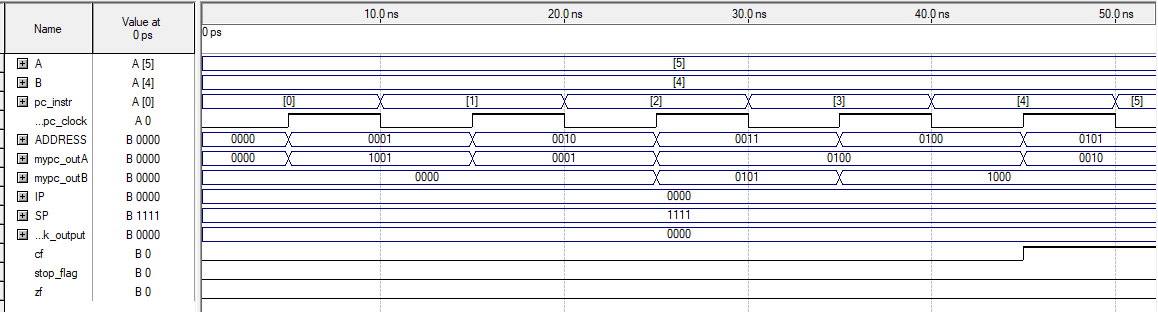 Name Value at 0 ps 10.0 ns 20.0 ns 30.0 ns 40.0 ns 50.0 ns
0 ps
A A [5] [5]
B A [4] [4]
pc_instr A [0] [0] [1] [2] [3] [4] [5]
...pc_clock A 0
ADDRESS B 0000 0000 0001 0010 0011 0100 0101
mypc_outA B 0000 0000 1001 0001 0100 0010
mypc_outB B 0000 0000 0101 1000
IP B 0000 0000
SP B 1111 1111
...k_output B 0000 0000
cf B 0
stop_flag B 0
zf B 0